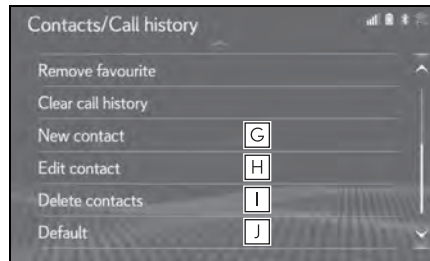 Contacts/Call history
Remove favourite
Clear call history
New contact G
Edit contact H
Delete contacts I
Default J